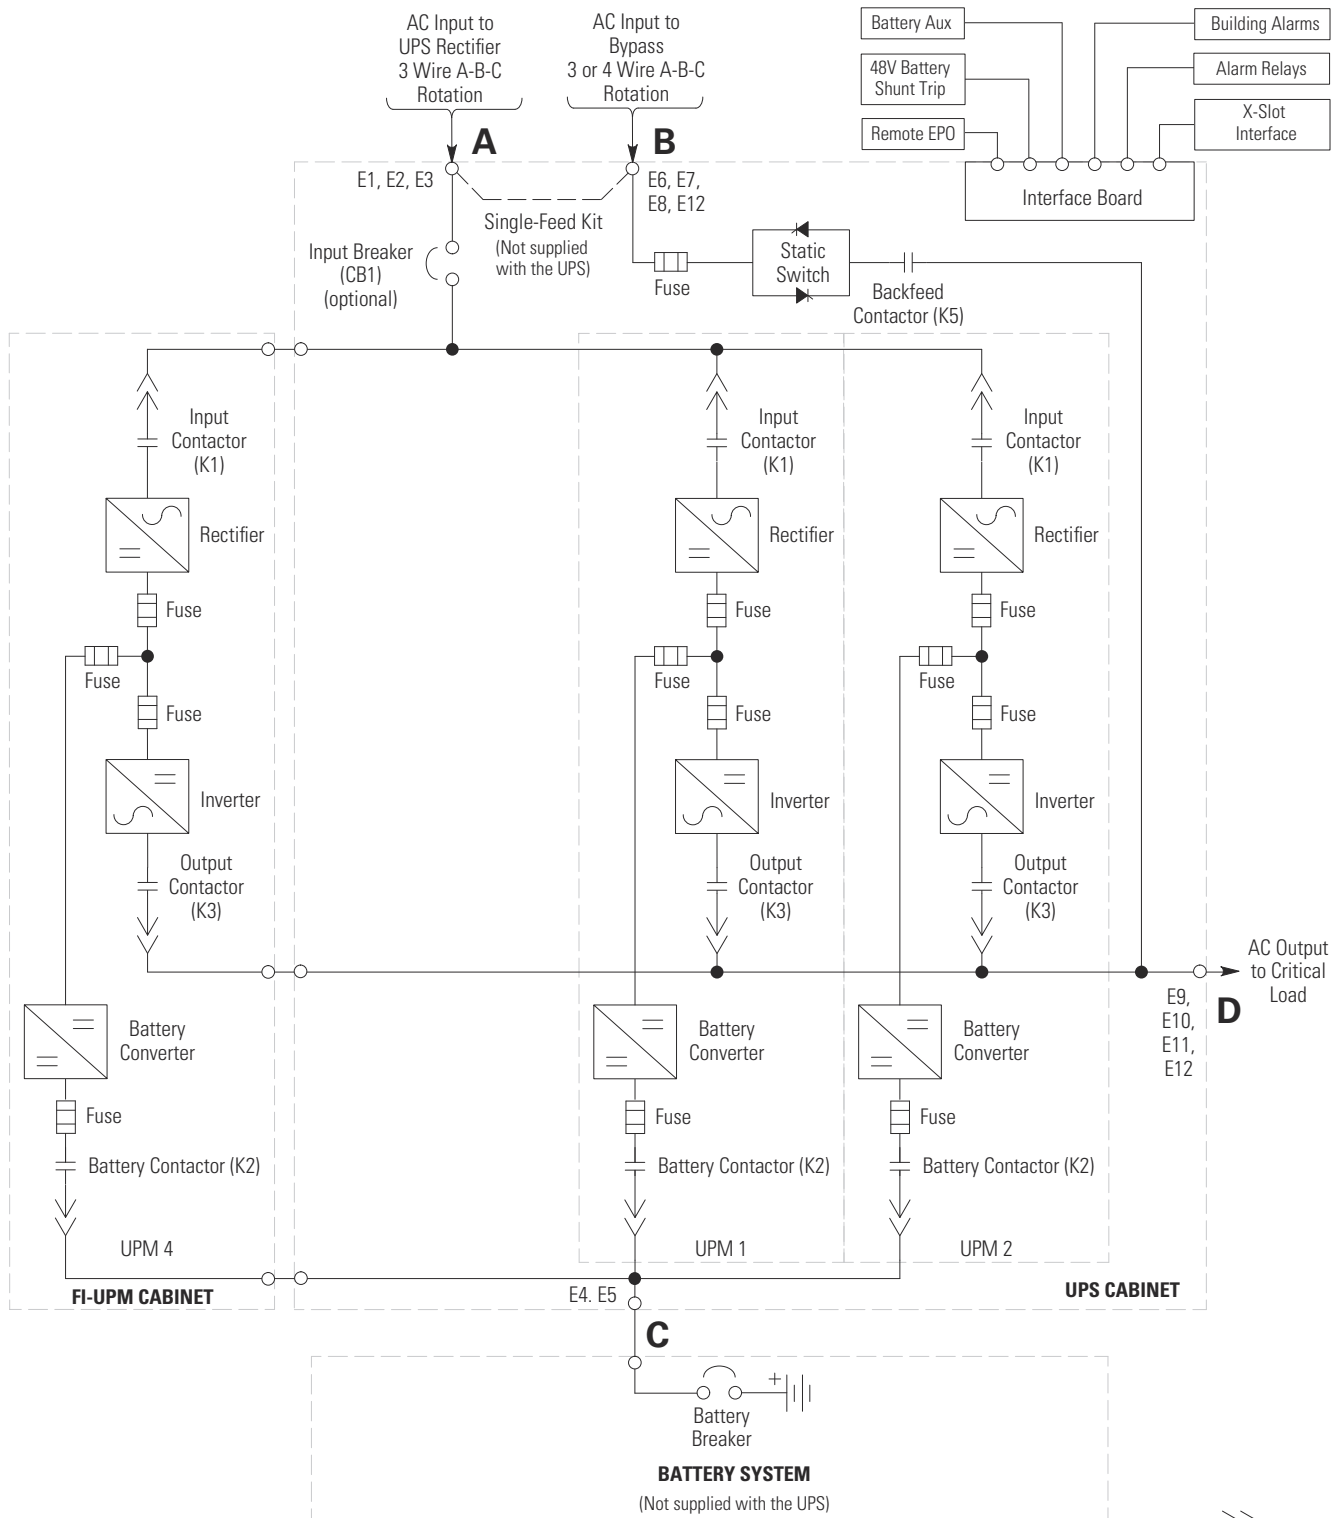 AC Input to
UPS Rectifier
3 Wire A-B-C
Rotation
AC Input to
Bypass
3 or 4 Wire A-B-C
Rotation
Battery Aux
48V Battery
Shunt Trip
Remote EPO
Building Alarms
Alarm Relays
X-Slot
Interface
Interface Board
A
B
E1, E2, E3
E6, E7,
E8, E12
Single-Feed Kit
(Not supplied
with the UPS)
Input Breaker
(CB1)
(optional)
Fuse
Static
Switch
Backfeed
Contactor (K5)
Input
Contactor
(K1)
Input
Contactor
(K1)
Input
Contactor
(K1)
Rectifier
Rectifier
Rectifier
Fuse
Fuse
Fuse
Fuse
Fuse
Fuse
Fuse
Fuse
Fuse
Inverter
Inverter
Inverter
Output
Contactor
(K3)
Output
Contactor
(K3)
Output
Contactor
(K3)
AC Output
to Critical
Load
E9,
E10,
E11,
E12
D
Battery
Converter
Battery
Converter
Battery
Converter
Fuse
Fuse
Fuse
Battery Contactor (K2)
Battery Contactor (K2)
Battery Contactor (K2)
UPM 4
UPM 1
UPM 2
FI-UPM CABINET
UPS CABINET
E4. E5
C
+
Battery
Breaker
BATTERY SYSTEM
(Not supplied with the UPS)